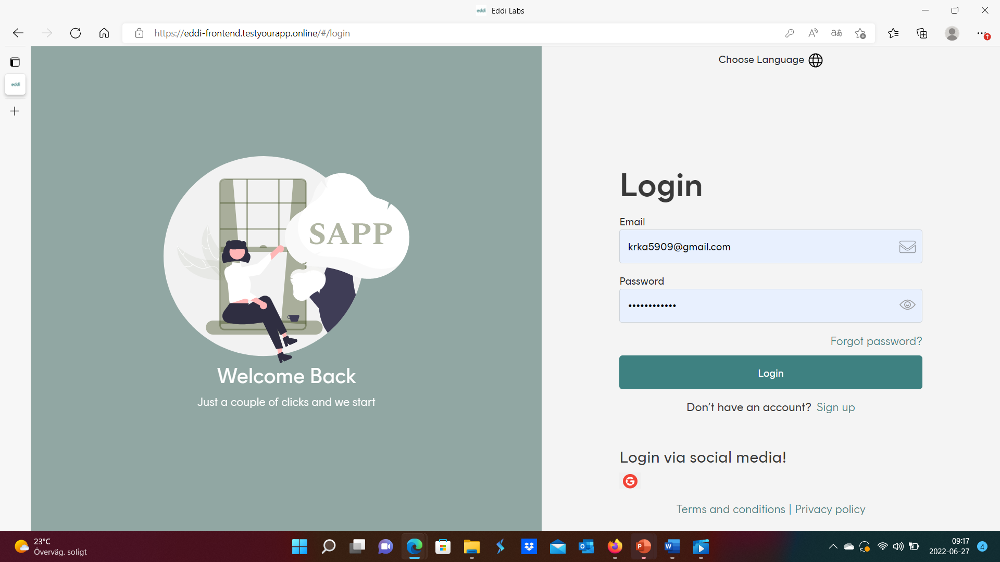 eddi Eddi Labs
https://eddi-frontend.testyourapp.online/#/login
eddi
Choose Language
SAPP
Welcome Back
Just a couple of clicks and we start
Login
Email
krka5909@gmail.com
Password
••••••••••••
Forgot password?
Login
Don't have an account? Sign up
Login via social media!
G
Terms and conditions | Privacy policy
23°C
Överväg. soligt
09:17
2022-06-27
4